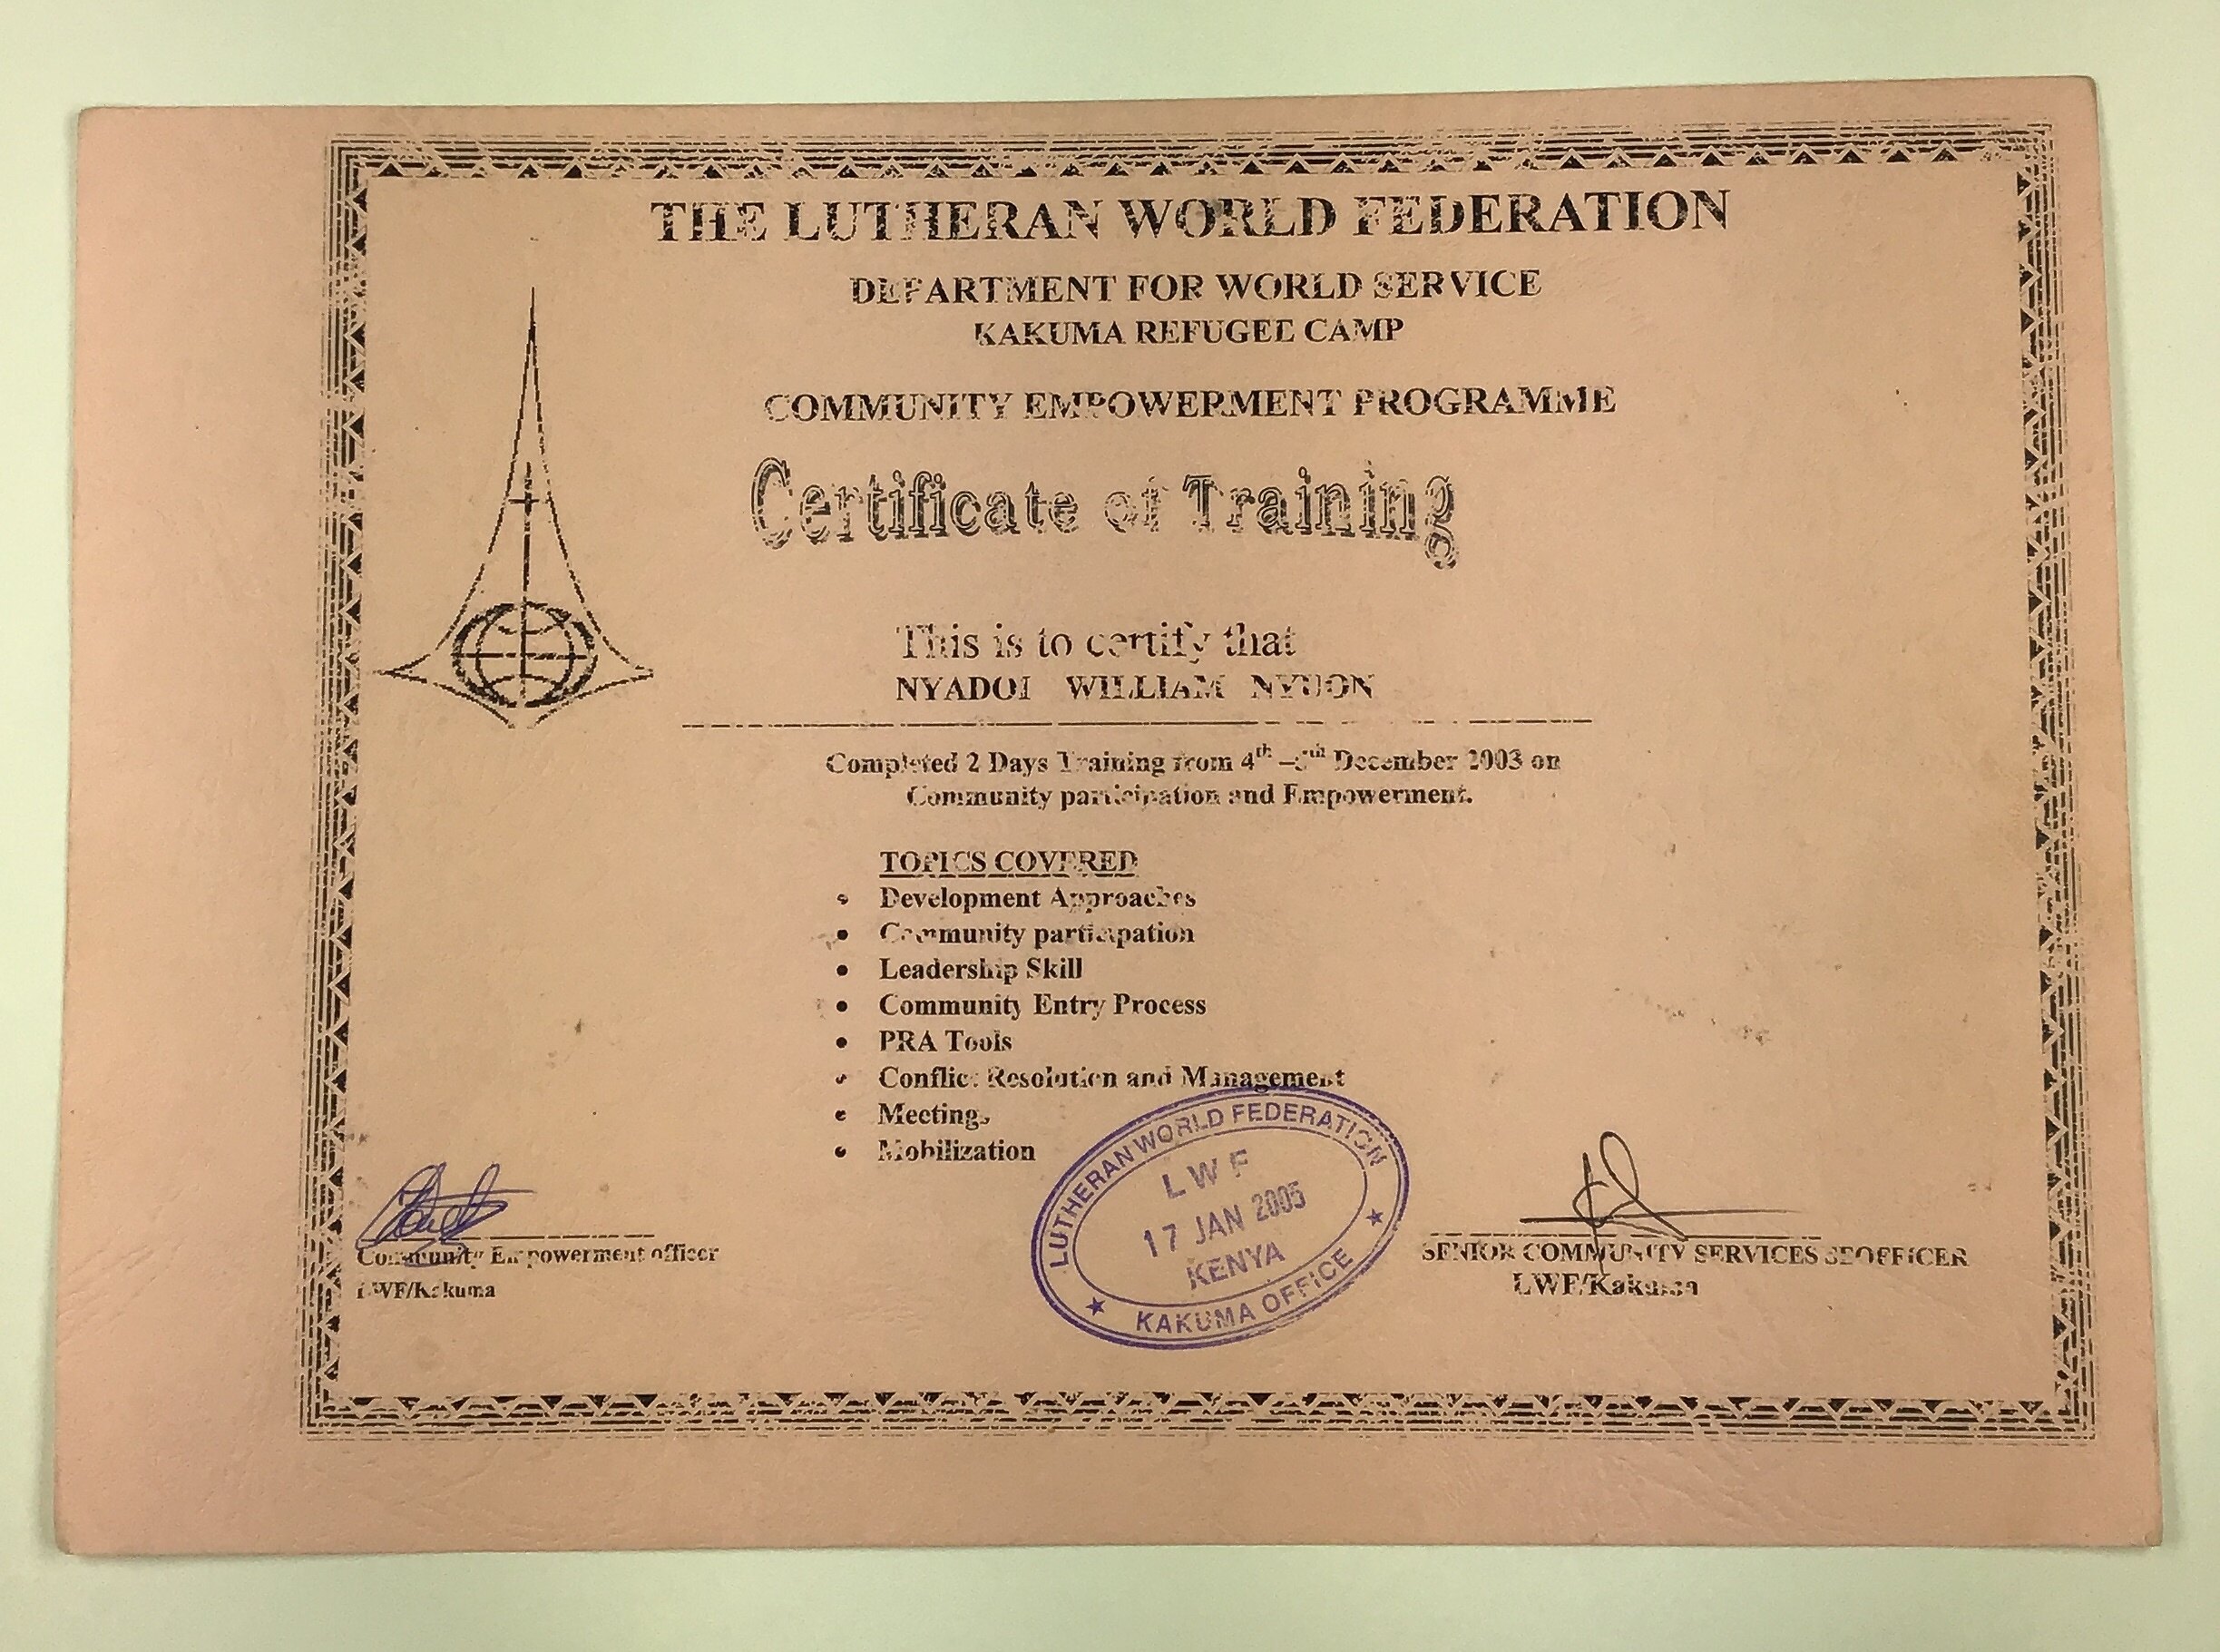 THE LUTHERAN WORLD FEDERATION
DEPARTMENT FOR WORLD SERVICE
KAKUMA REFUGEE CAMP
COMMUNITY EMPOWERMENT PROGRAMME
Certificate of Training
This is to certify that
NYADOI WILLIAM NYUON
Completed 2 Days Training from 4th –5th December 2003 on
Community participation and Empowerment.
TOPICS COVERED
• Development Approaches
• Community participation
• Leadership Skill
• Community Entry Process
• PRA Tools
• Conflict Resolution and Management
• Meetings
• Mobilization
LUTHERAN WORLD FEDERATION
LWF
17 JAN 2005
KENYA
KAKUMA OFFICE
Community Empowerment officer
LWF/Kakuma
SENIOR COMMUNITY SERVICES
LWF/Kakuma